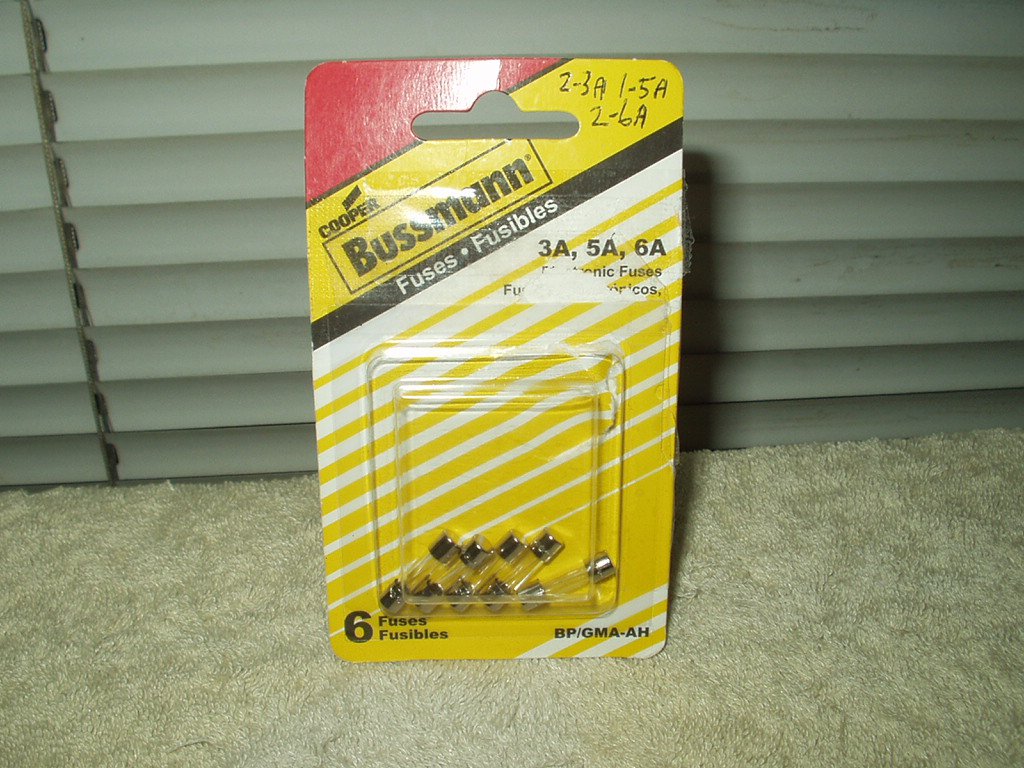 2-3A 1-5A
2-6A
COOPER
Bussmann®
Fuses • Fusibles
3A, 5A, 6A
Fuses
6 Fuses
Fusibles
BP/GMA-AH